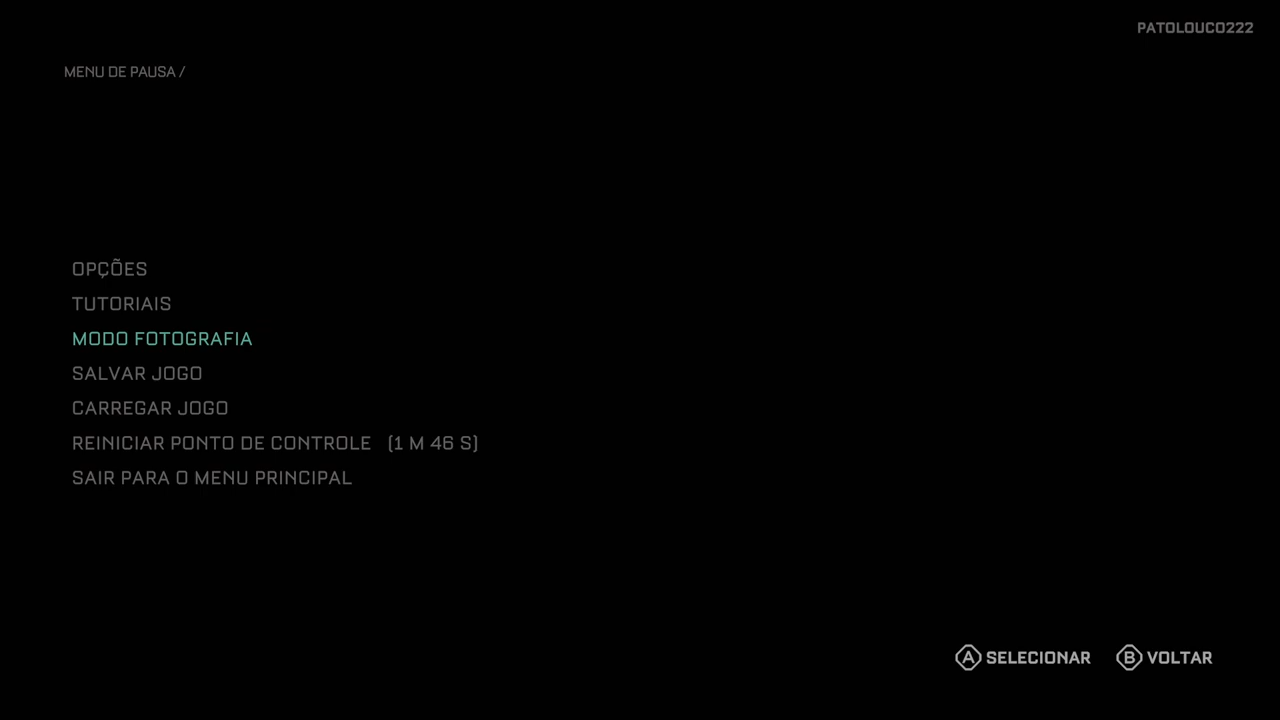 PATOLOUCO222
MENU DE PAUSA /
OPÇÕES
TUTORIAIS
MODO FOTOGRAFIA
SALVAR JOGO
CARREGAR JOGO
REINICIAR PONTO DE CONTROLE (1 M 46 S)
SAIR PARA O MENU PRINCIPAL
A SELECIONAR B VOLTAR